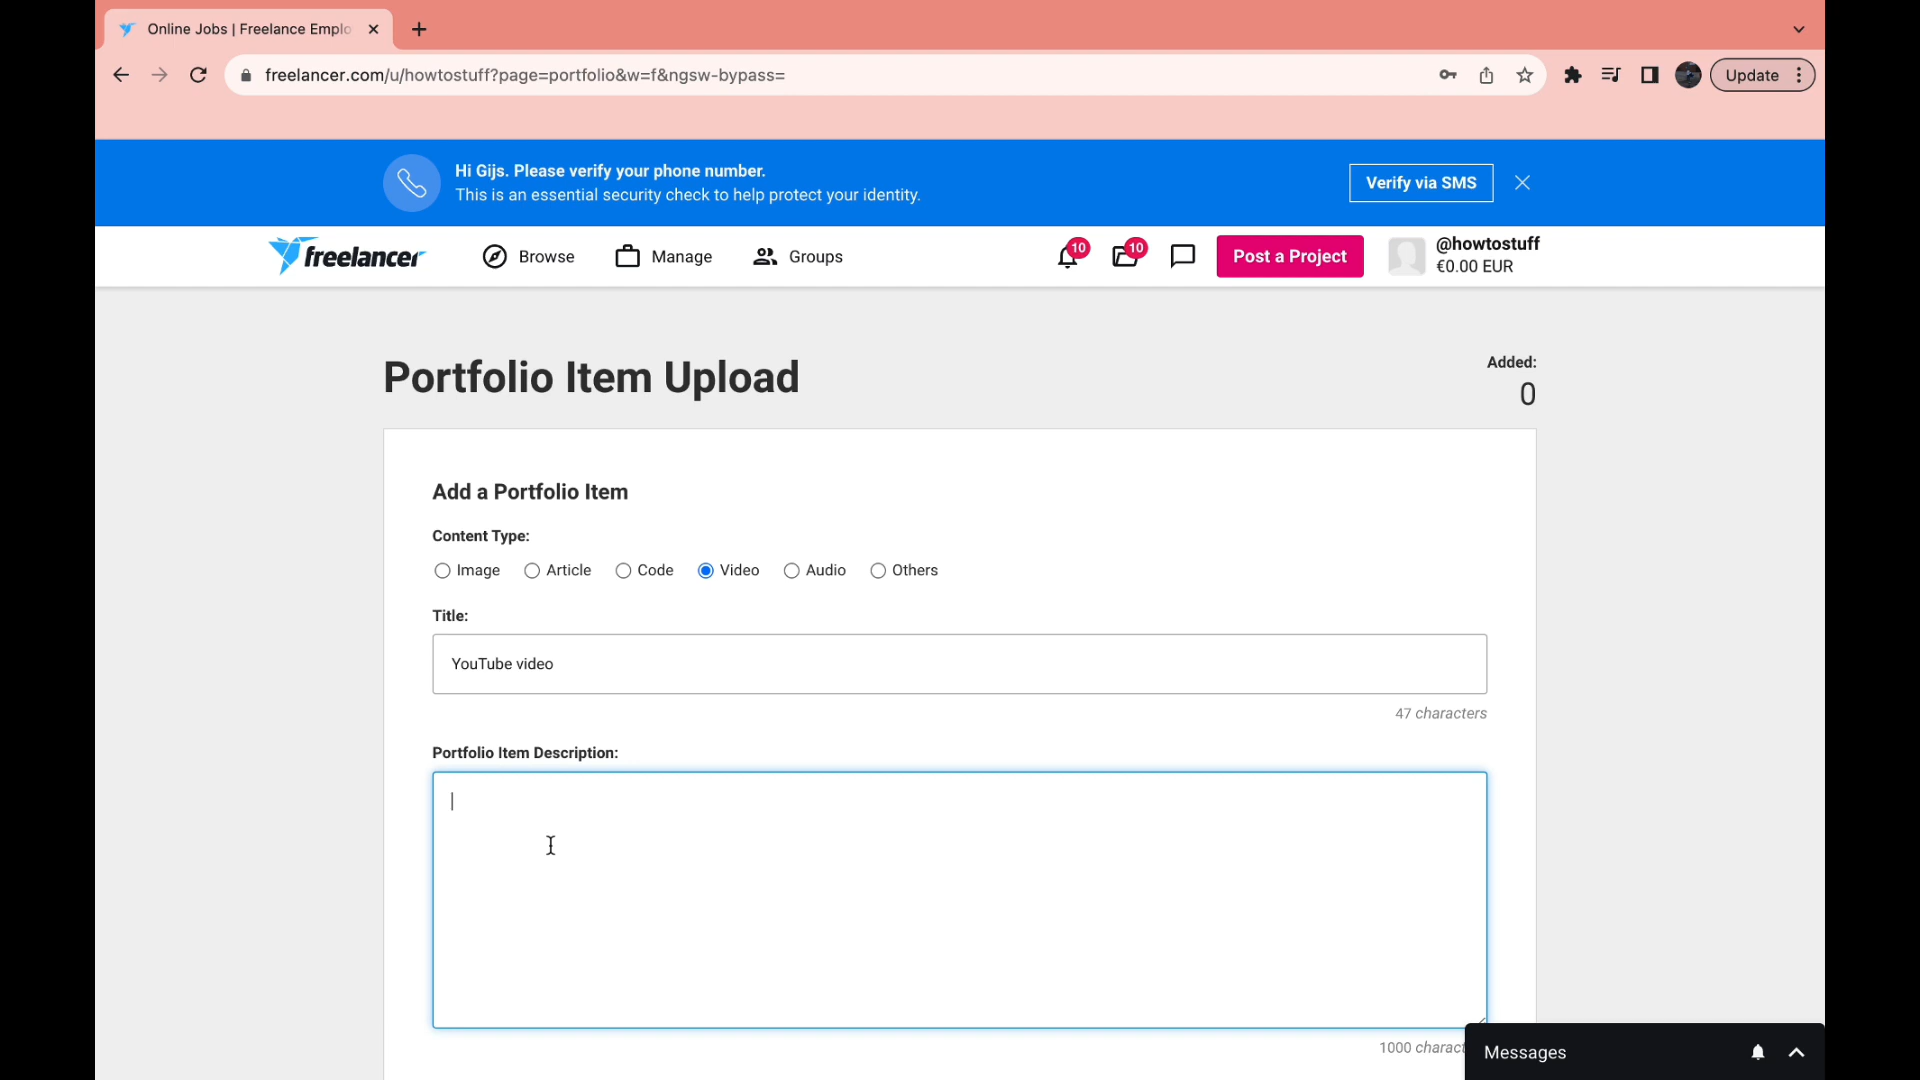 Online Jobs | Freelance Emplo
freelancer.com/u/howtostuff?page=portfolio&w=f&ngsw-bypass=
Update
Hi Gijs. Please verify your phone number.
This is an essential security check to help protect your identity.
Verify via SMS
freelancer
Browse
Manage
Groups
10
10
Post a Project
@howtostuff
€0.00 EUR
Portfolio Item Upload
Added:
0
Add a Portfolio Item
Content Type:
Image Article Code Video Audio Others
Title:
YouTube video
47 characters
Portfolio Item Description:
1000 charact
Messages